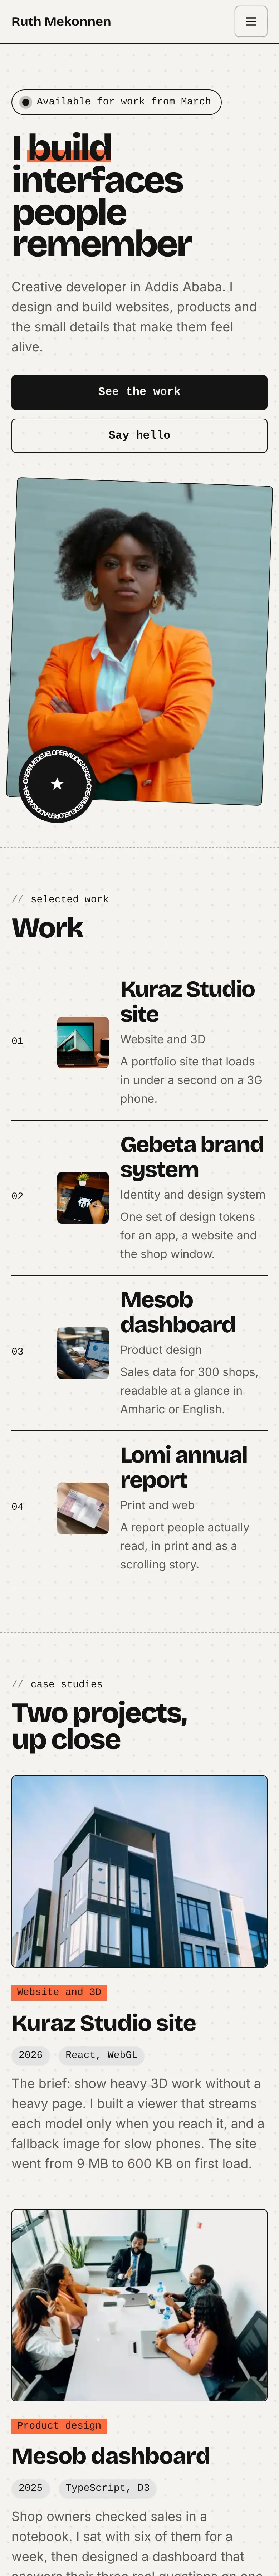 Ruth Mekonnen
Available for work from March
I build
interfaces
people
remember
Creative developer in Addis Ababa. I
design and build websites, products and
the small details that make them feel
alive.
See the work
Say hello
// selected work
Work
01
Kuraz Studio
site
Website and 3D
A portfolio site that loads
in under a second on a 3G
phone.
02
Gebeta brand
system
Identity and design system
One set of design tokens
for an app, a website and
the shop window.
03
Mesob
dashboard
Product design
Sales data for 300 shops,
readable at a glance in
Amharic or English.
04
Lomi annual
report
Print and web
A report people actually
read, in print and as a
scrolling story.
// case studies
Two projects,
up close
Website and 3D
Kuraz Studio site
2026 React, WebGL
The brief: show heavy 3D work without a
heavy page. I built a viewer that streams
each model only when you reach it, and a
fallback image for slow phones. The site
went from 9 MB to 600 KB on first load.
Product design
Mesob dashboard
2025 TypeScript, D3
Shop owners checked sales in a
notebook. I sat with six of them for a
week, then designed a dashboard that